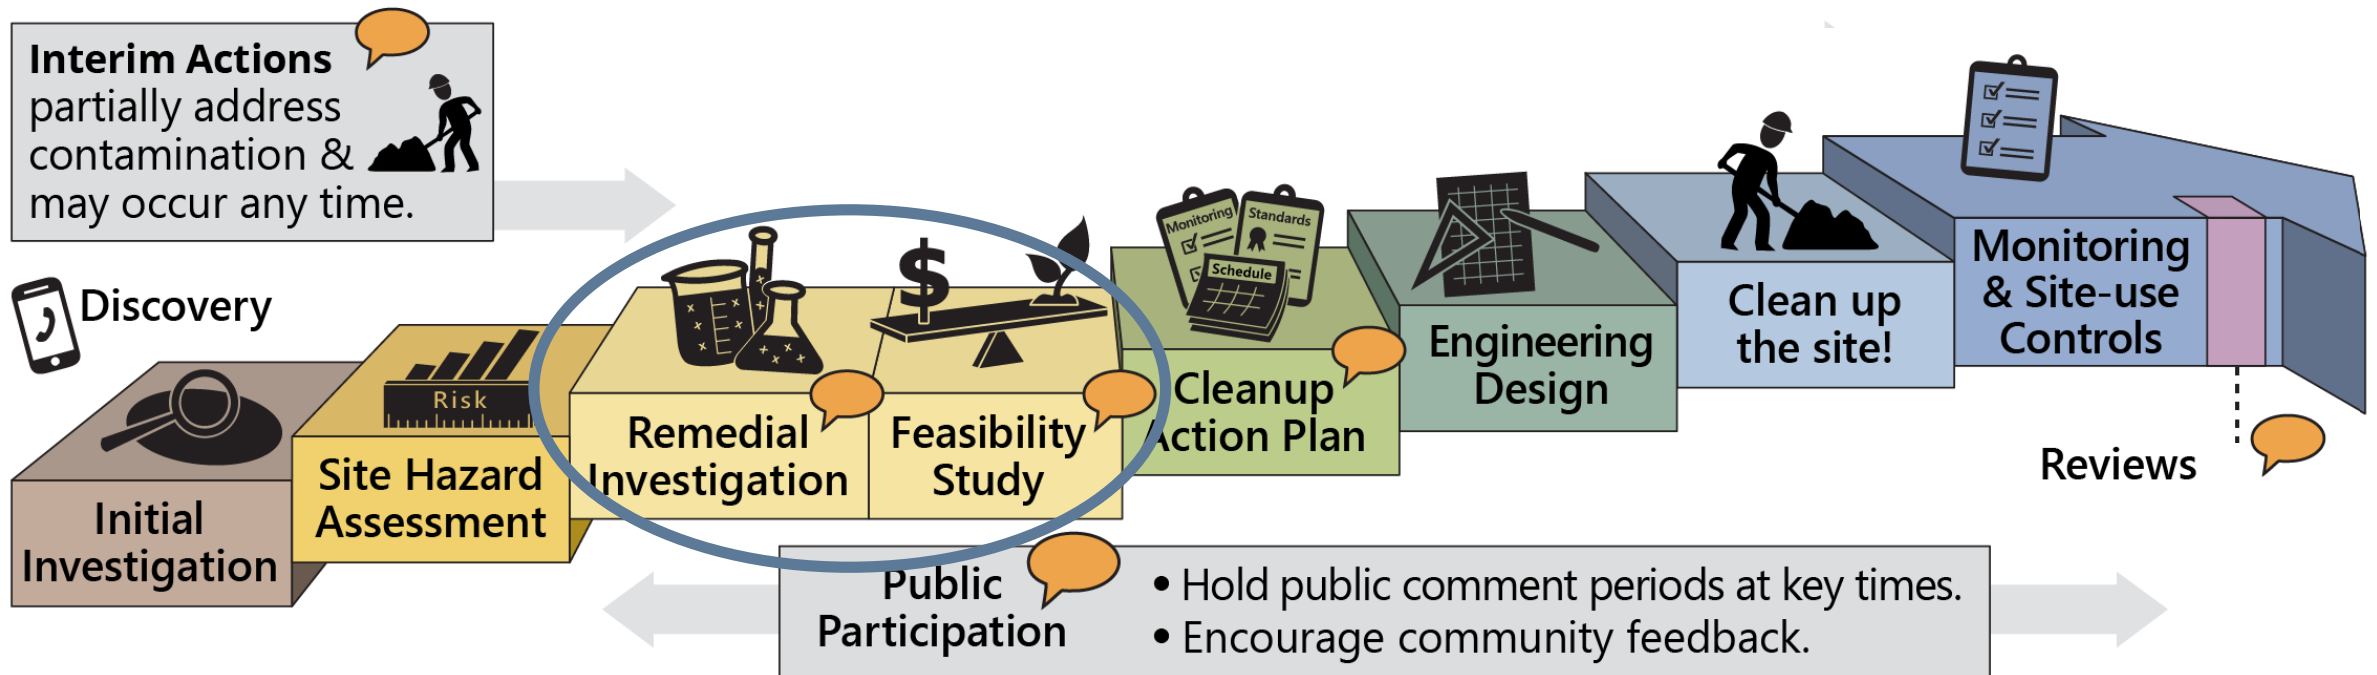 Interim Actions
partially address
contamination &
may occur any time.
Discovery
Initial
Investigation
Risk
Site Hazard
Assessment
Remedial
Investigation
$
Feasibility
Study
Monitoring
Standards
Schedule
Cleanup
Action Plan
Engineering
Design
Clean up
the site!
Monitoring
& Site-use
Controls
Reviews
Public
Participation
• Hold public comment periods at key times.
• Encourage community feedback.